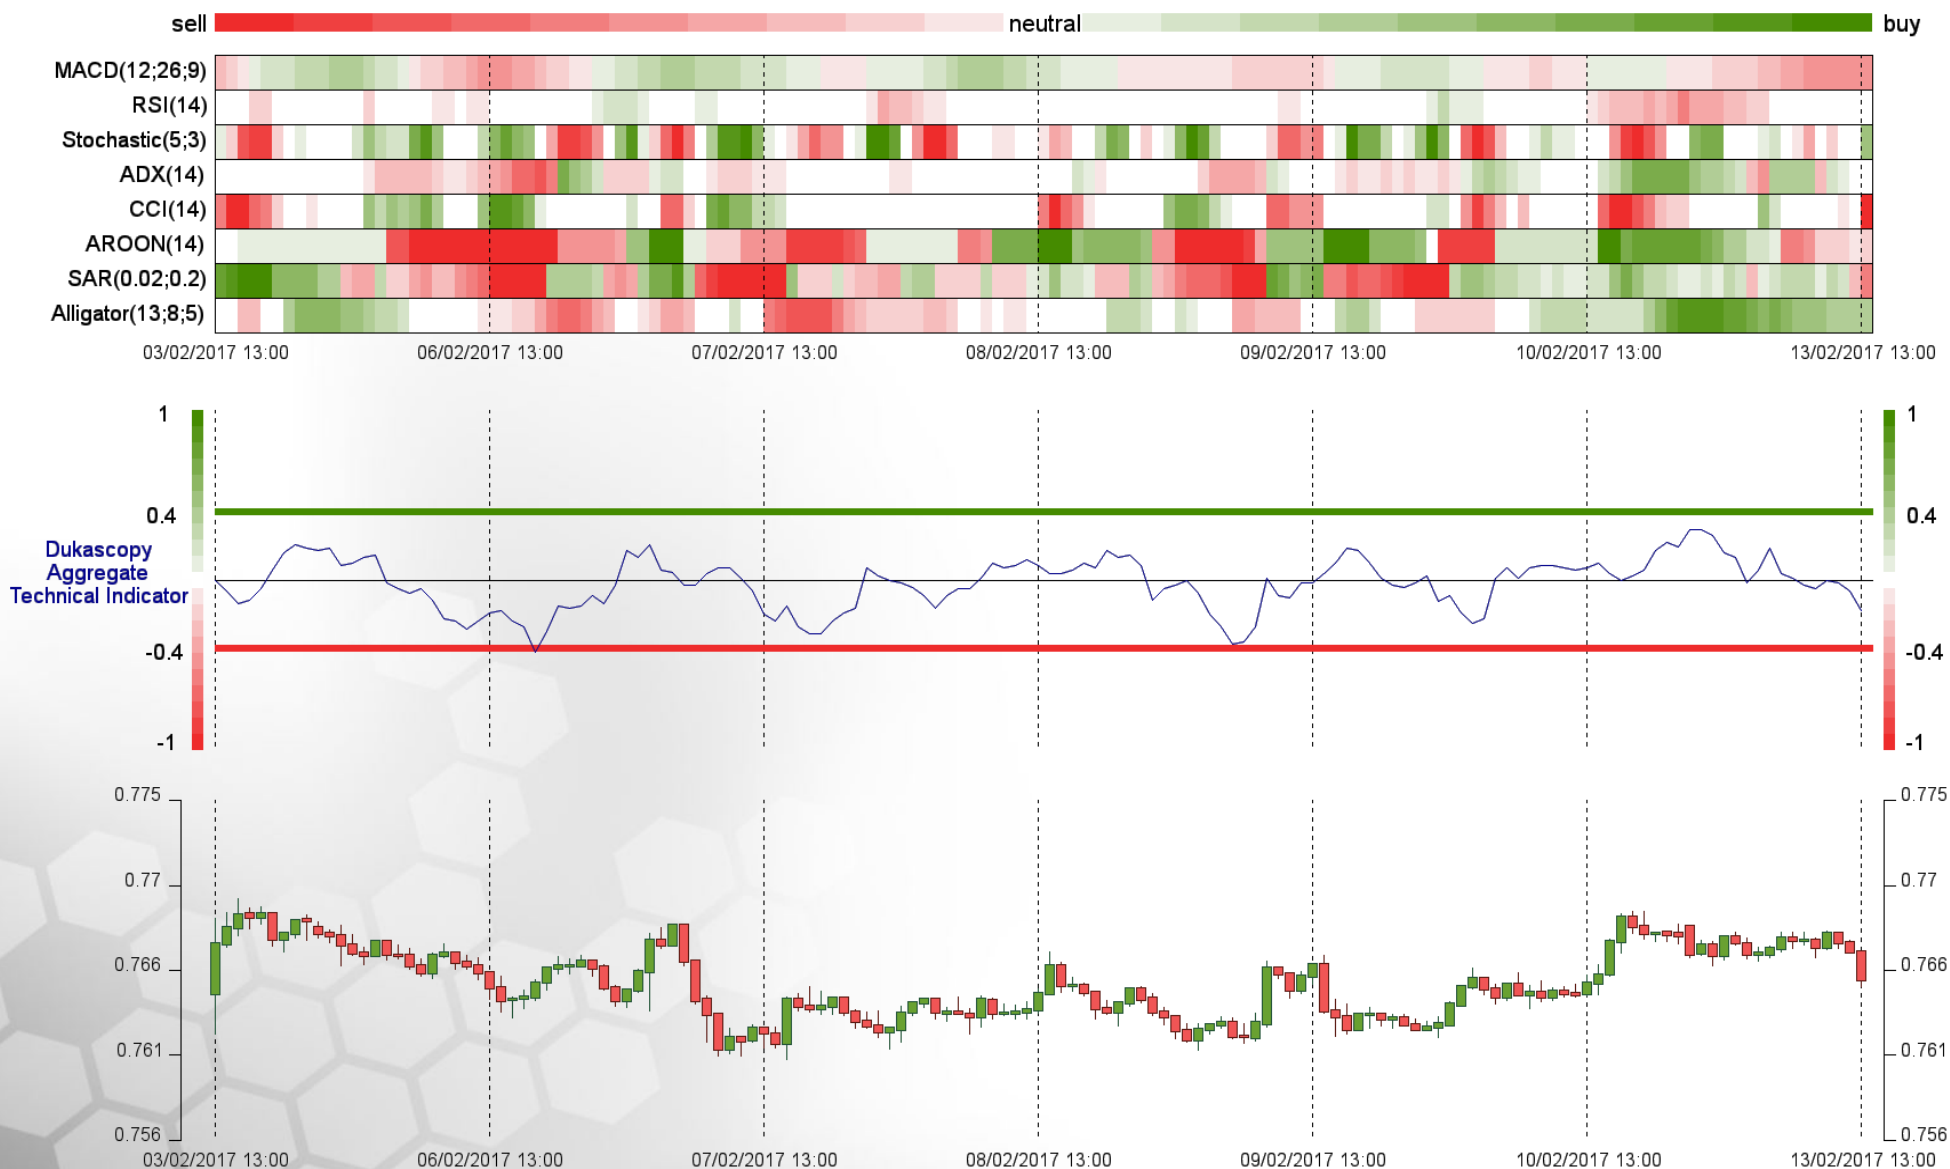 sell neutral buy
MACD(12;26;9)
RSI(14)
Stochastic(5;3)
ADX(14)
CCI(14)
AROON(14)
SAR(0.02;0.2)
Alligator(13;8;5)
03/02/2017 13:00 06/02/2017 13:00 07/02/2017 13:00 08/02/2017 13:00 09/02/2017 13:00 10/02/2017 13:00 13/02/2017 13:00
1 1
0.4 0.4
Dukascopy
Aggregate
Technical Indicator
-0.4 -0.4
-1 -1
0.775 0.775
0.77 0.77
0.766 0.766
0.761 0.761
0.756 0.756
03/02/2017 13:00 06/02/2017 13:00 07/02/2017 13:00 08/02/2017 13:00 09/02/2017 13:00 10/02/2017 13:00 13/02/2017 13:00